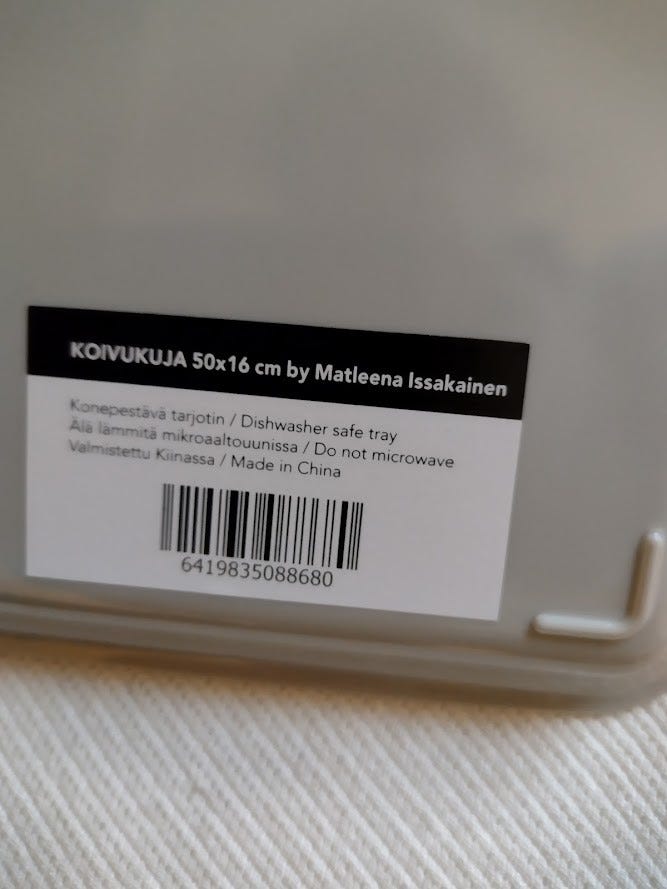 KOIVUKUJA 50x16 cm by Matleena Issakainen
Konepestävä tarjotin / Dishwasher safe tray
Älä lämmitä mikroaaltouunissa / Do not microwave
Valmistettu Kiinassa / Made in China
6419835088680